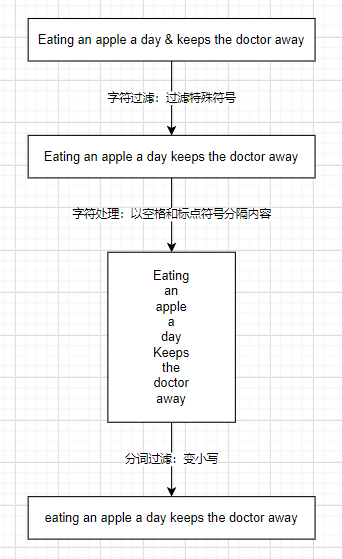 Eating an apple a day & keeps the doctor away
字符过滤：过滤特殊符号
Eating an apple a day keeps the doctor away
字符处理：以空格和标点符号分隔内容
Eating
an
apple
a
day
Keeps
the
doctor
away
分词过滤：变小写
eating an apple a day keeps the doctor away